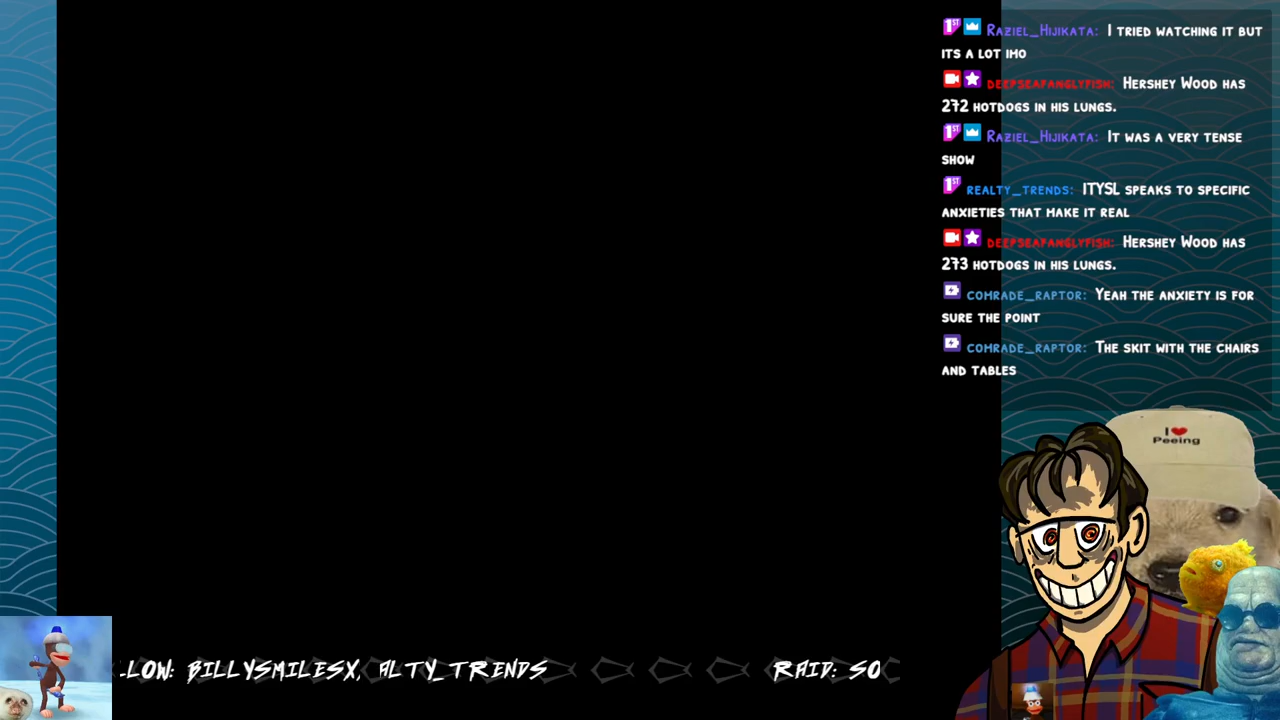 Raziel_Hijikata: I tried watching it but
its a lot imo
deepseafanglyfish: Hershey Wood has
272 hotdogs in his lungs.
Raziel_Hijikata: It was a very tense
show
realty_trends: ITYSL speaks to specific
anxieties that make it real
deepseafanglyfish: Hershey Wood has
273 hotdogs in his lungs.
comrade_raptor: Yeah the anxiety is for
sure the point
comrade_raptor: The skit with the chairs
and tables
I ❤
Peeing
LOW: BILLYSMILESX, ALTY_TRENDS
RAID: SO